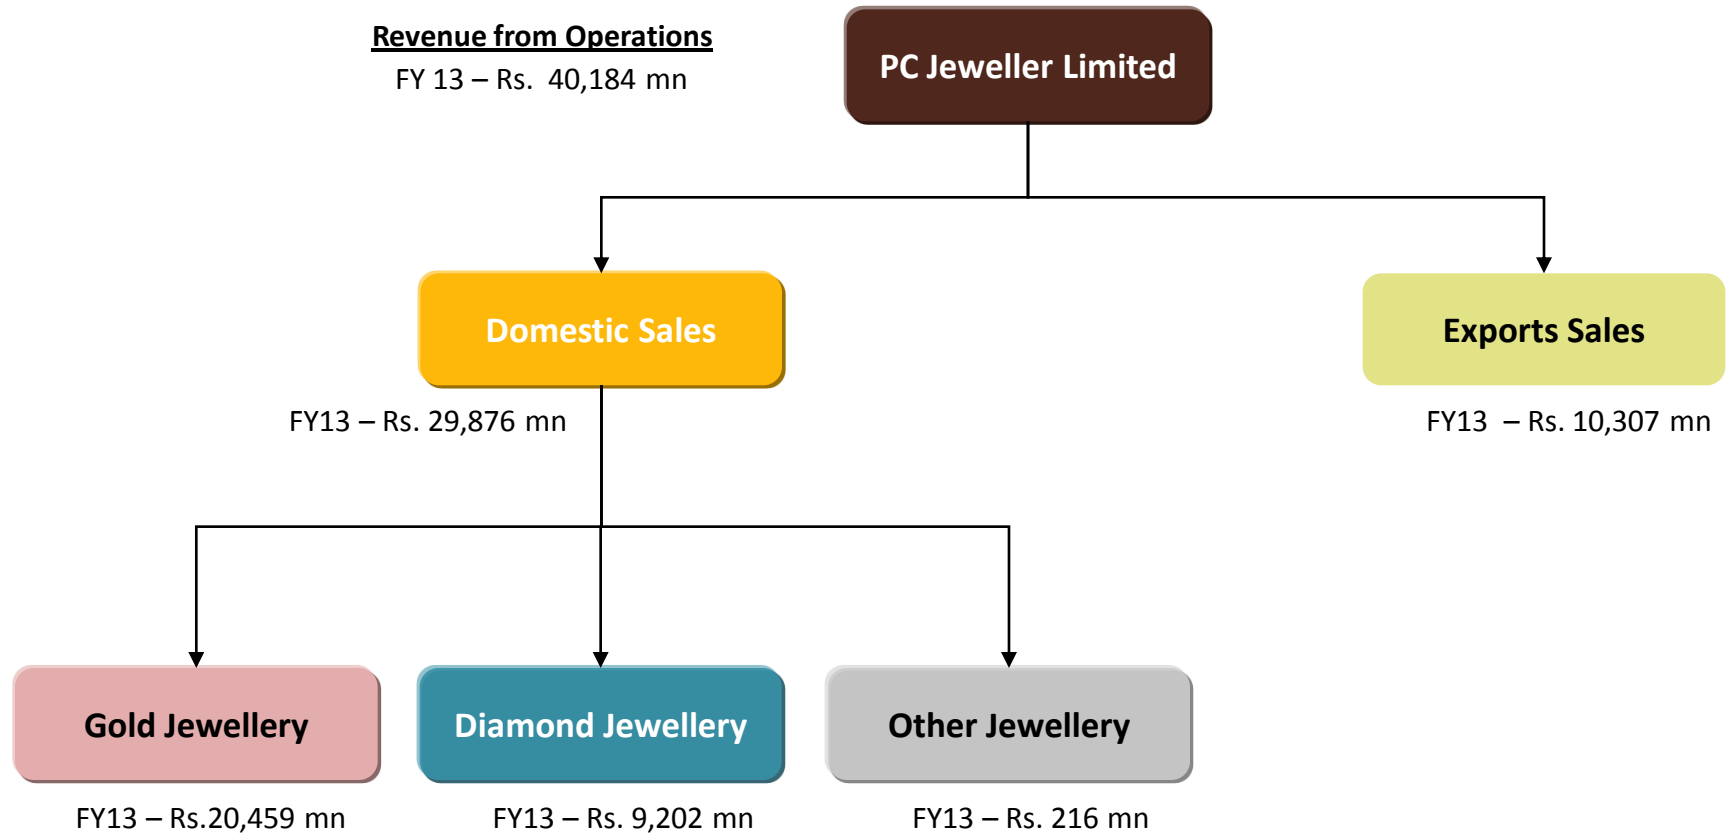 Revenue from Operations
FY 13 – Rs. 40,184 mn
PC Jeweller Limited
Domestic Sales
Exports Sales
FY13 – Rs. 29,876 mn
FY13 – Rs. 10,307 mn
Gold Jewellery
Diamond Jewellery
Other Jewellery
FY13 – Rs.20,459 mn
FY13 – Rs. 9,202 mn
FY13 – Rs. 216 mn